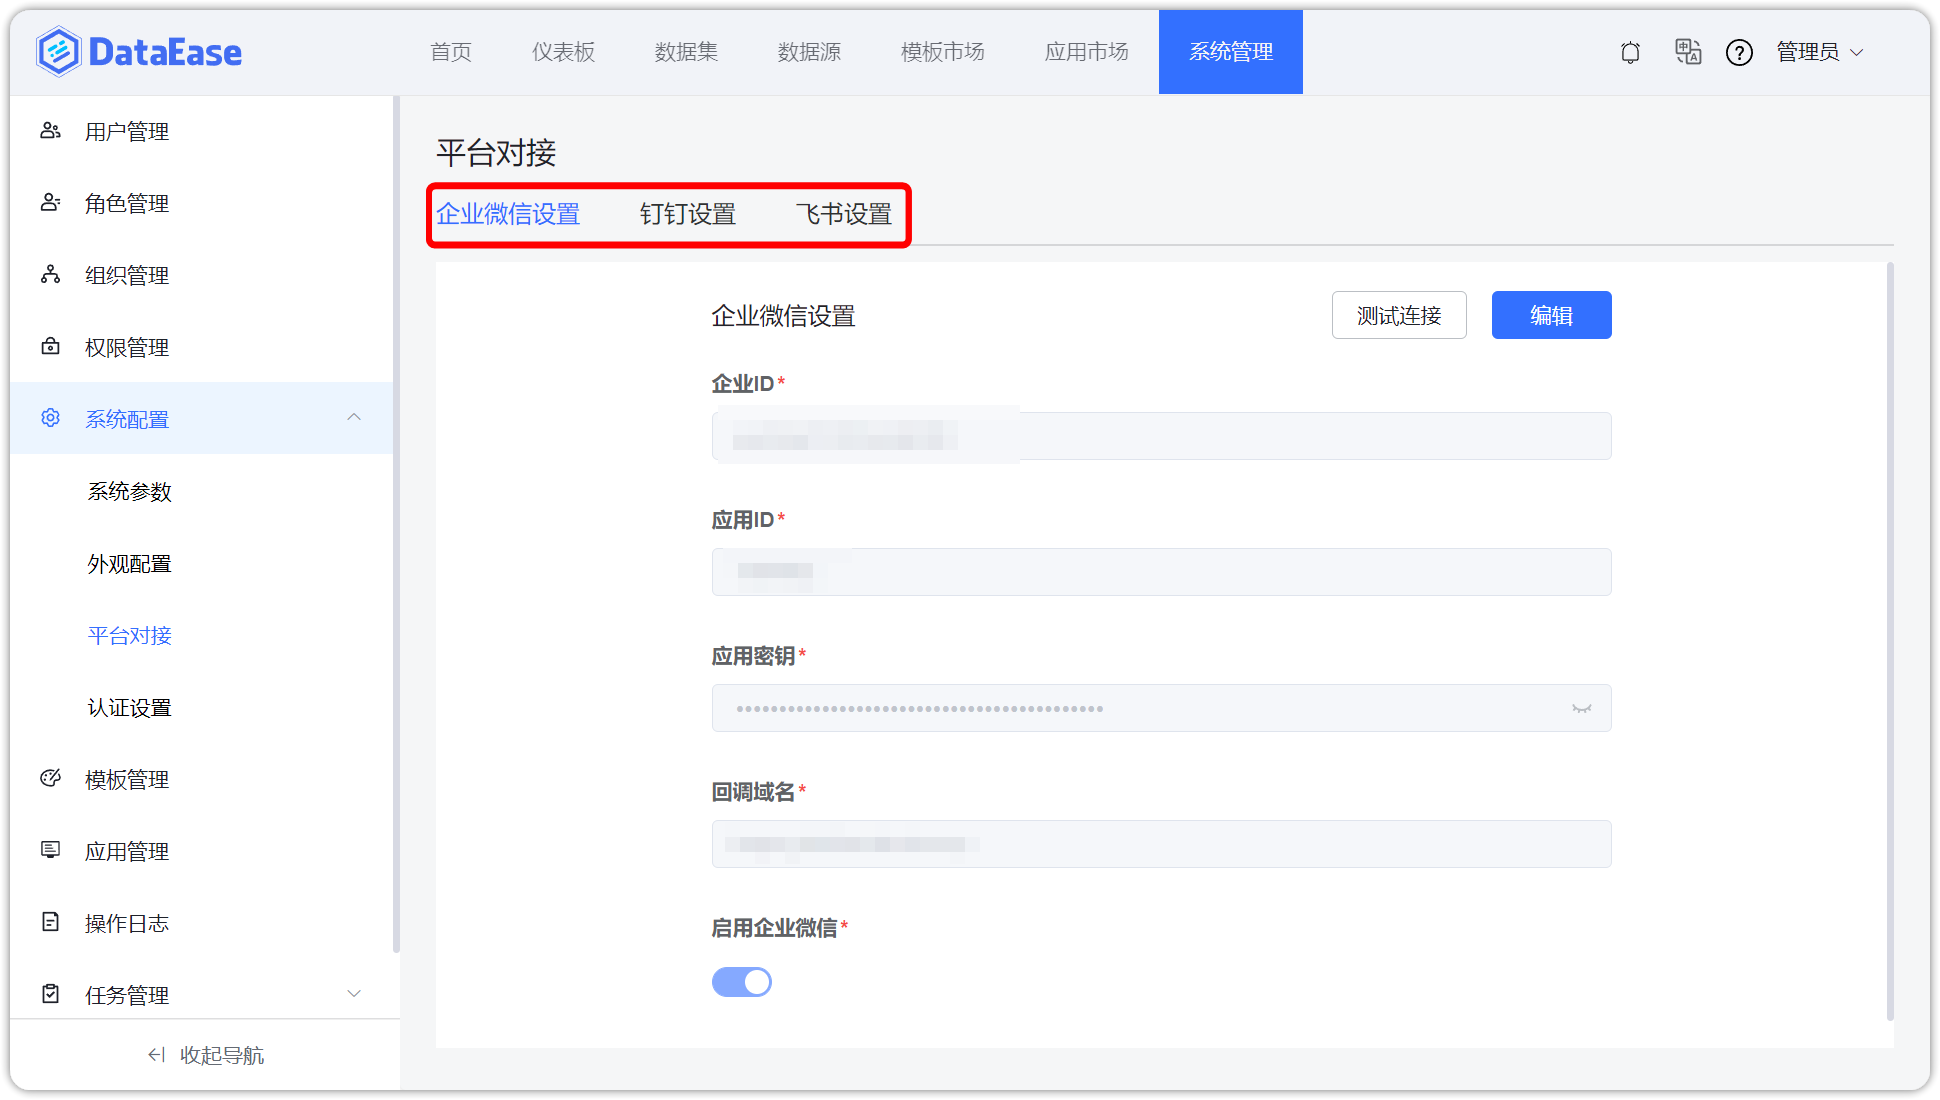 DataEase
首页
仪表板
数据集
数据源
模板市场
应用市场
系统管理
管理员
用户管理
角色管理
组织管理
权限管理
系统配置
系统参数
外观配置
平台对接
认证设置
模板管理
应用管理
操作日志
任务管理
收起导航
平台对接
企业微信设置
钉钉设置
飞书设置
企业微信设置
测试连接
编辑
企业ID*
应用ID*
应用密钥*
回调域名*
启用企业微信*